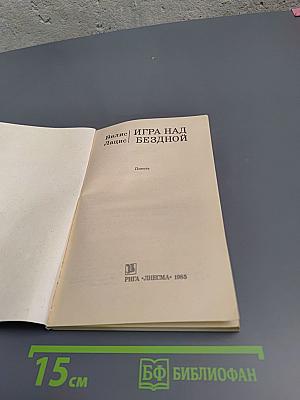 Вилис
Лацис
ИГРА НАД
БЕЗДНОЙ
Повесть
РИГА «ЛИЕСМА» 1985
15 см
БФ БИБЛИОФАН